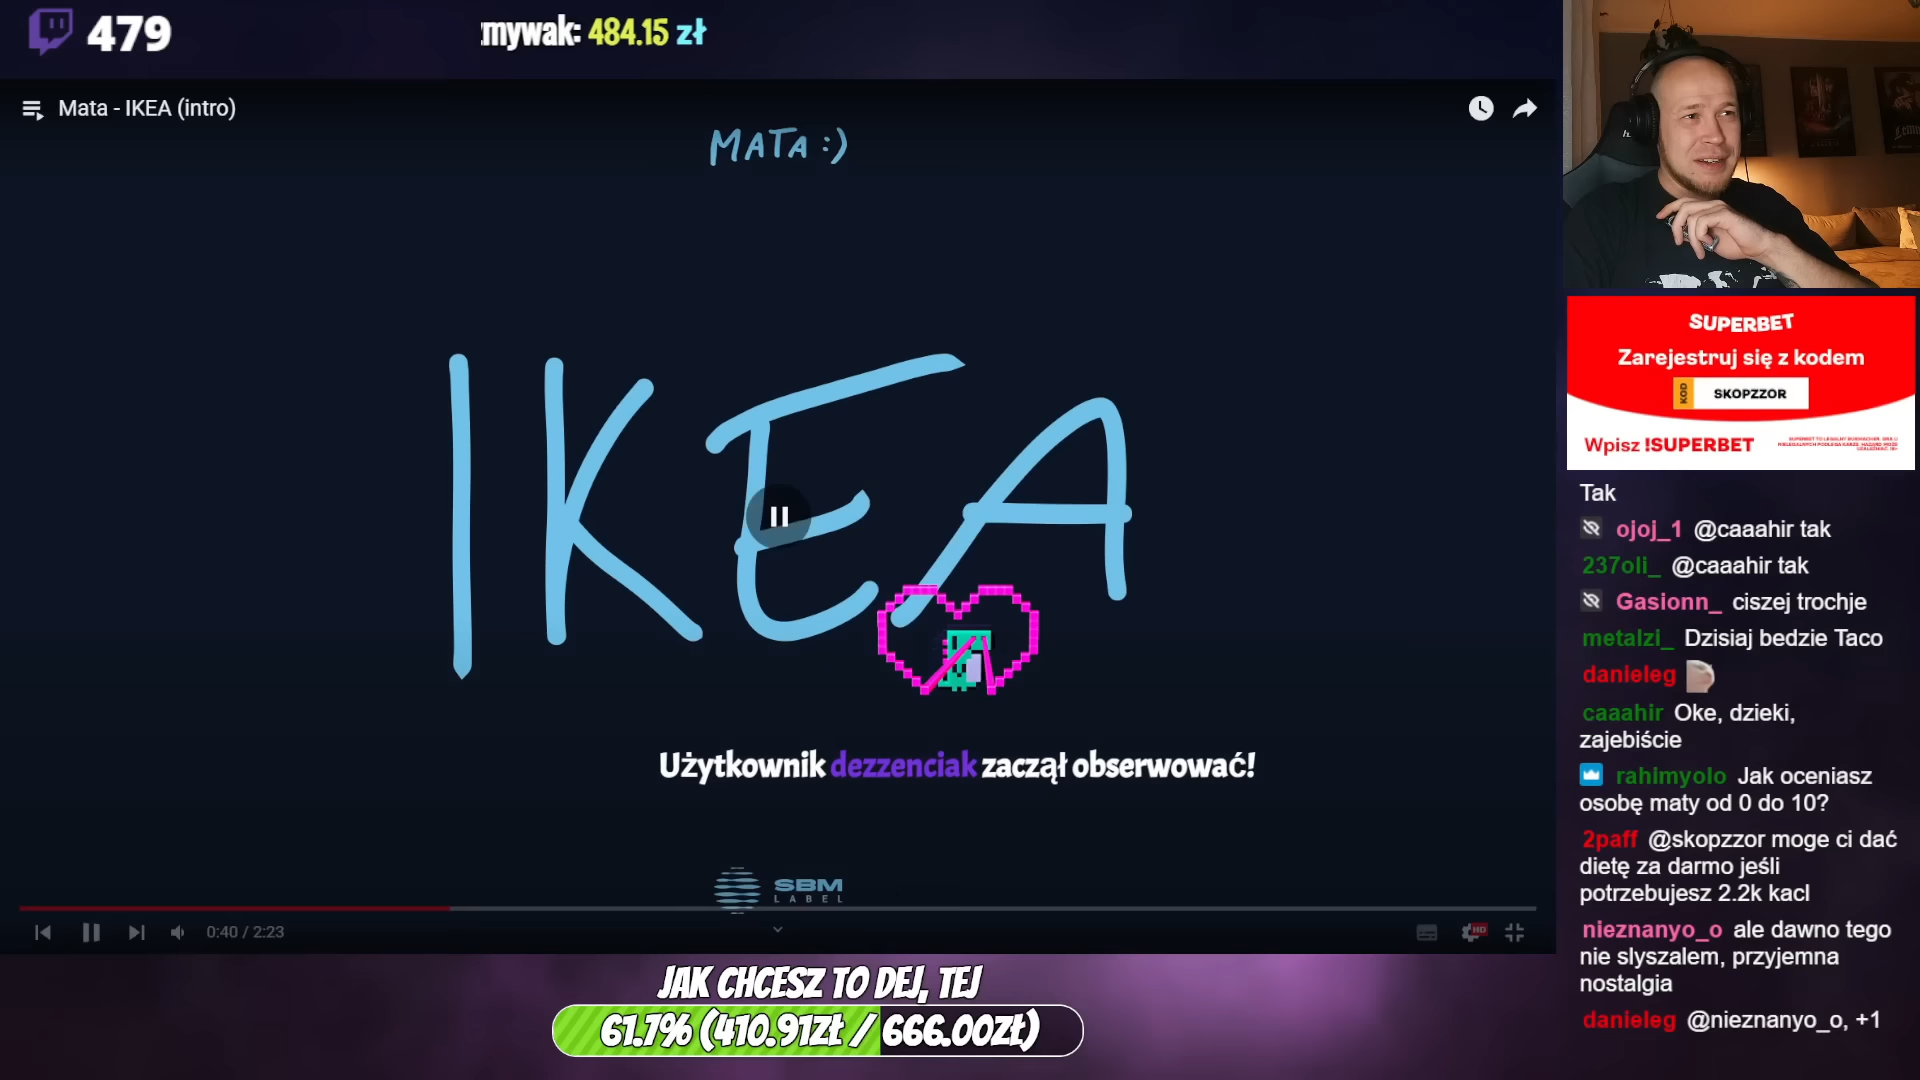 479
zmywak: 484.15 zł
Mata - IKEA (intro)
MATA :)
IKEA
Użytkownik dezzenciak zaczął obserwować!
SBM
LABEL
0:40 / 2:23
HD
JAK CHCESZ TO DEJ, TEJ
61.7% (410.91ZŁ / 666.00ZŁ)
SUPERBET
Zarejestruj się z kodem
KOD
SKOPZZOR
Wpisz !SUPERBET
Tak
ojoj_1 @caaahir tak
237oli_ @caaahir tak
Gasionn_ ciszej trochje
metalzi_ Dzisiaj bedzie Taco
danieleg
caaahir Oke, dzieki,
zajebiście
rahimyolo Jak oceniasz
osobę maty od 0 do 10?
2paff @skopzzor moge ci dać
dietę za darmo jeśli
potrzebujesz 2.2k kacl
nieznanyo_o ale dawno tego
nie slyszalem, przyjemna
nostalgia
danieleg @nieznanyo_o, +1